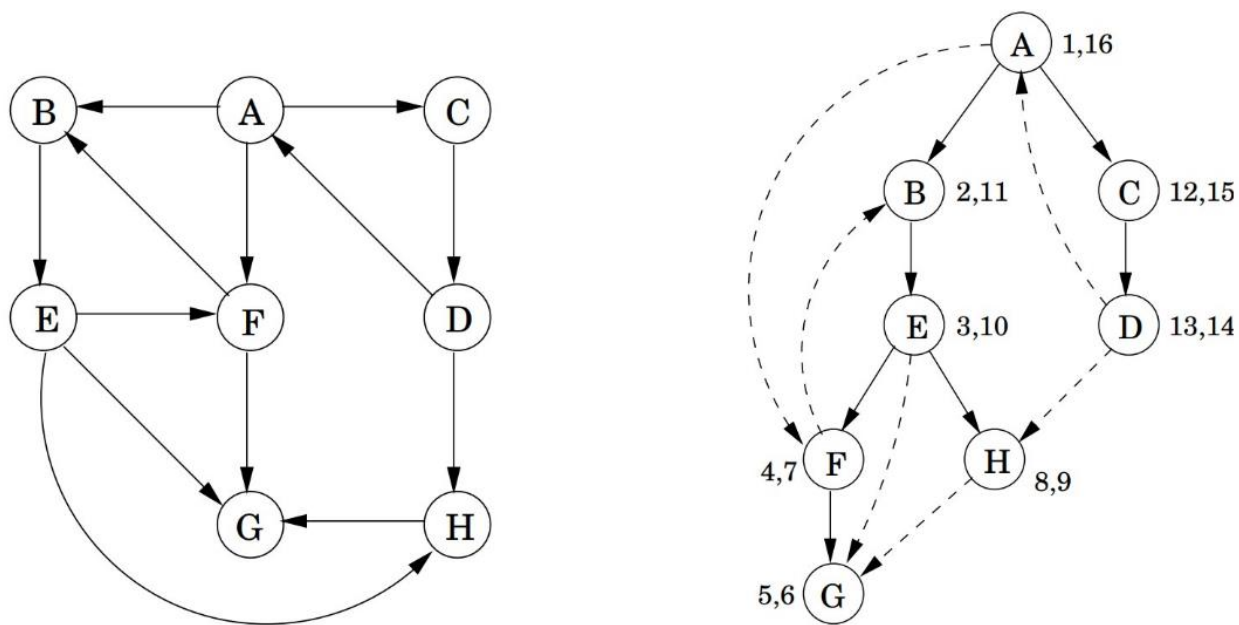 B A C
E F D
G H
A 1,16
B 2,11 C 12,15
E 3,10 D 13,14
4,7 F H 8,9
5,6 G